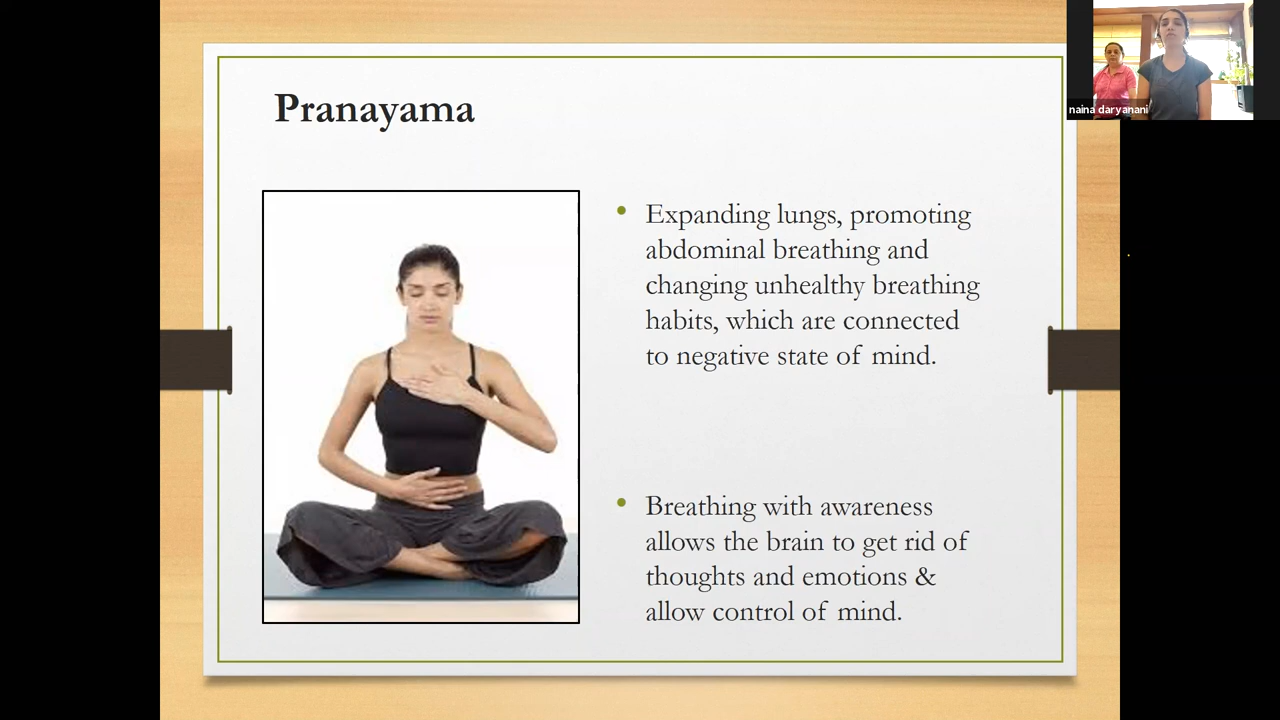 Pranayama
naina daryanani
• Expanding lungs, promoting
abdominal breathing and
changing unhealthy breathing
habits, which are connected
to negative state of mind.
• Breathing with awareness
allows the brain to get rid of
thoughts and emotions &
allow control of mind.